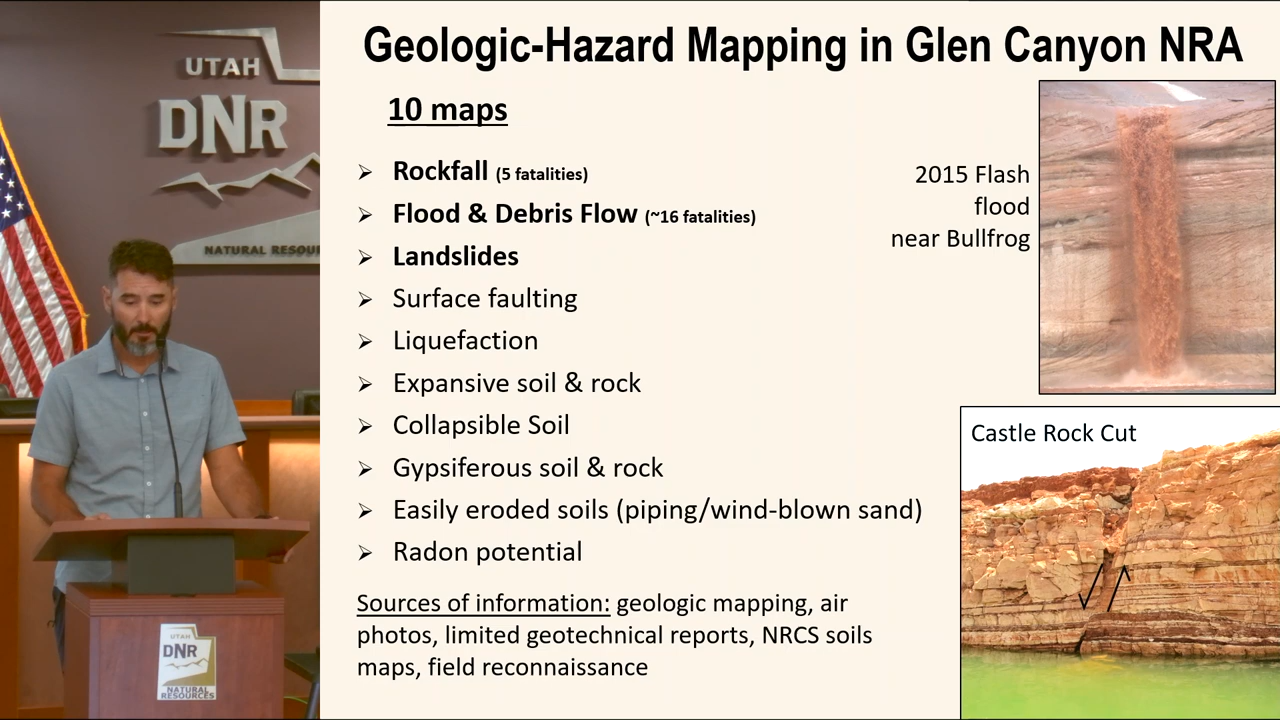 UTAH
DNR
NATURAL RESOU
UTAH
DNR
NATURAL
RESOURCES
Geologic-Hazard Mapping in Glen Canyon NRA
10 maps
➢ Rockfall (5 fatalities)
➢ Flood & Debris Flow (~16 fatalities)
➢ Landslides
➢ Surface faulting
➢ Liquefaction
➢ Expansive soil & rock
➢ Collapsible Soil
➢ Gypsiferous soil & rock
➢ Easily eroded soils (piping/wind-blown sand)
➢ Radon potential
Sources of information: geologic mapping, air
photos, limited geotechnical reports, NRCS soils
maps, field reconnaissance
2015 Flash
flood
near Bullfrog
Castle Rock Cut